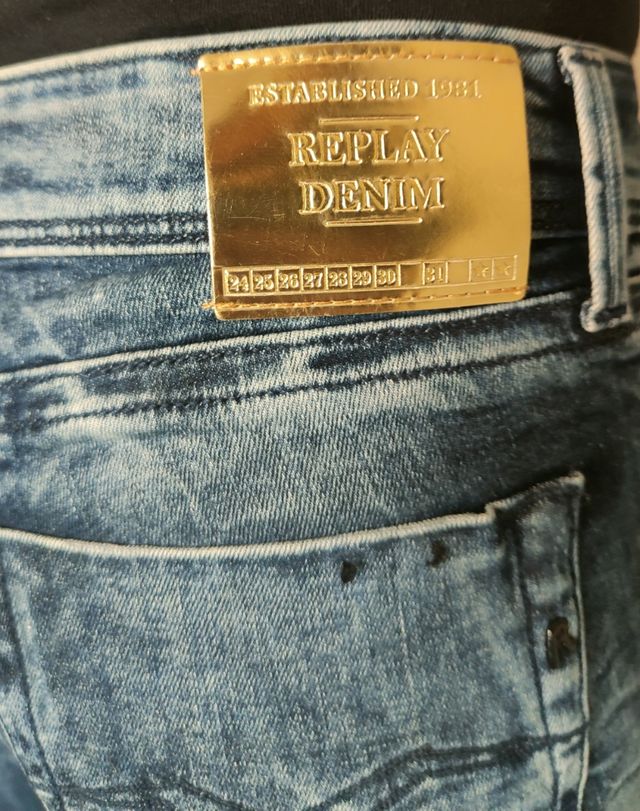 ESTABLISHED 1981
REPLAY
DENIM
24 25 26 27 28 29 30 31